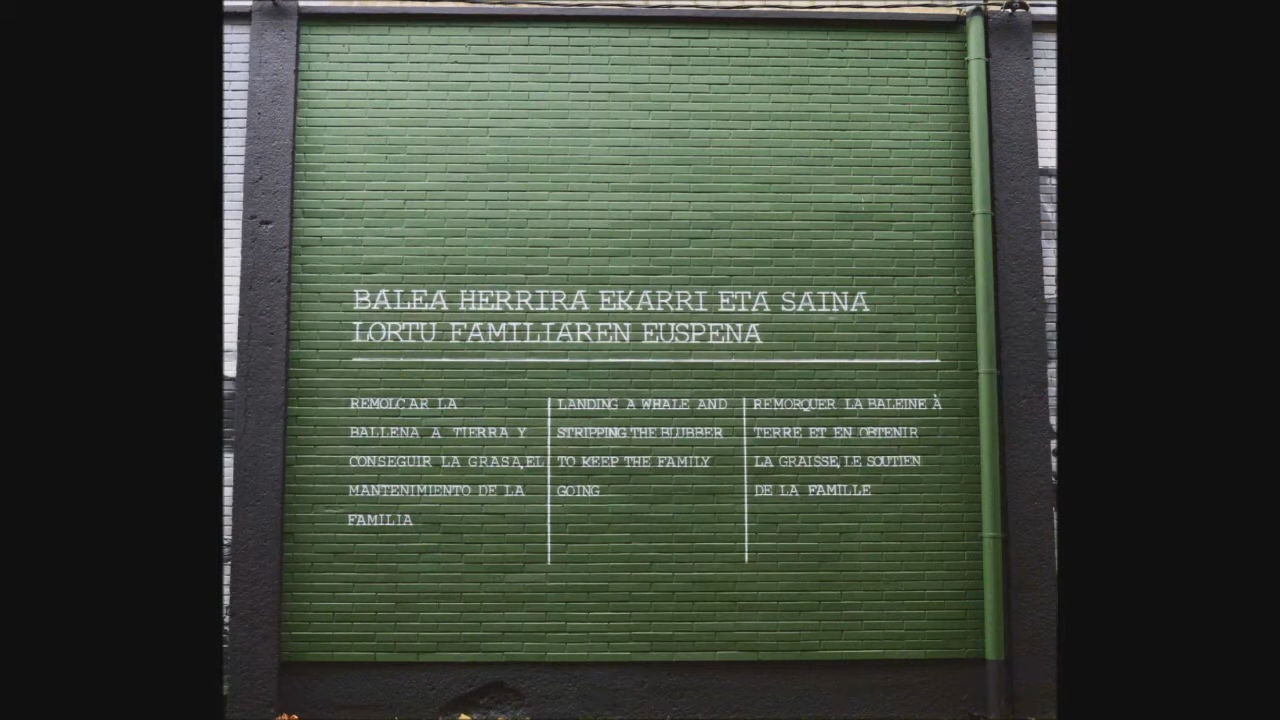 BALEA HERRIRA EKARRI ETA SAINA
LORTU FAMILIAREN EUSPENA
REMOLCAR LA
BALLENA A TIERRA Y
CONSEGUIR LA GRASA, EL
MANTENIMIENTO DE LA
FAMILIA
LANDING A WHALE AND
STRIPPING THE BLUBBER
TO KEEP THE FAMILY
GOING
REMORQUER LA BALEINE À
TERRE ET EN OBTENIR
LA GRAISSE, LE SOUTIEN
DE LA FAMILLE